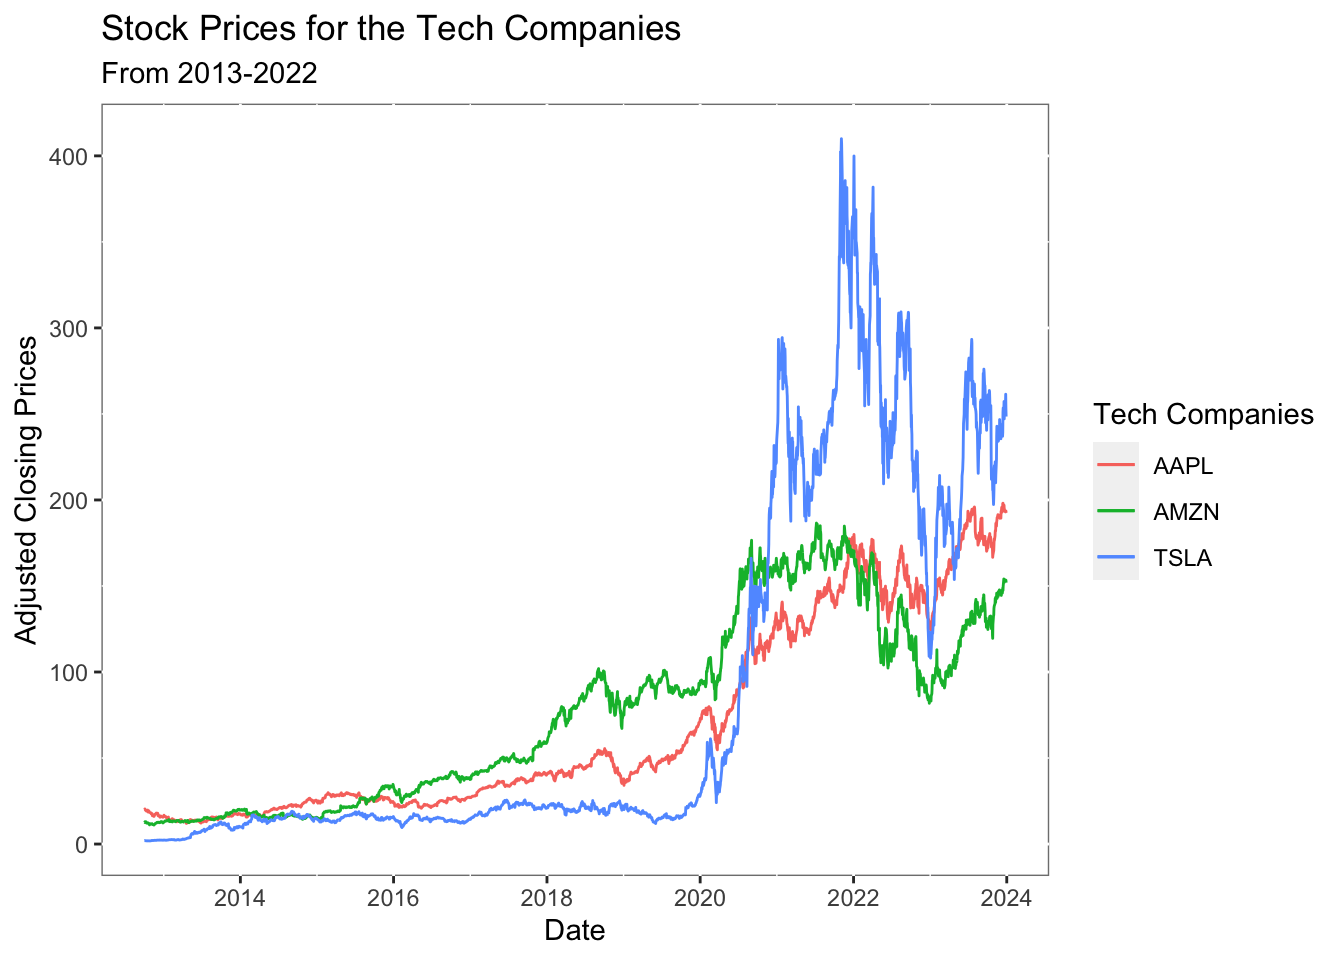 Stock Prices for the Tech Companies
From 2013-2022
Adjusted Closing Prices
400
300
200
100
0
2014 2016 2018 2020 2022 2024
Date
Tech Companies
AAPL
AMZN
TSLA